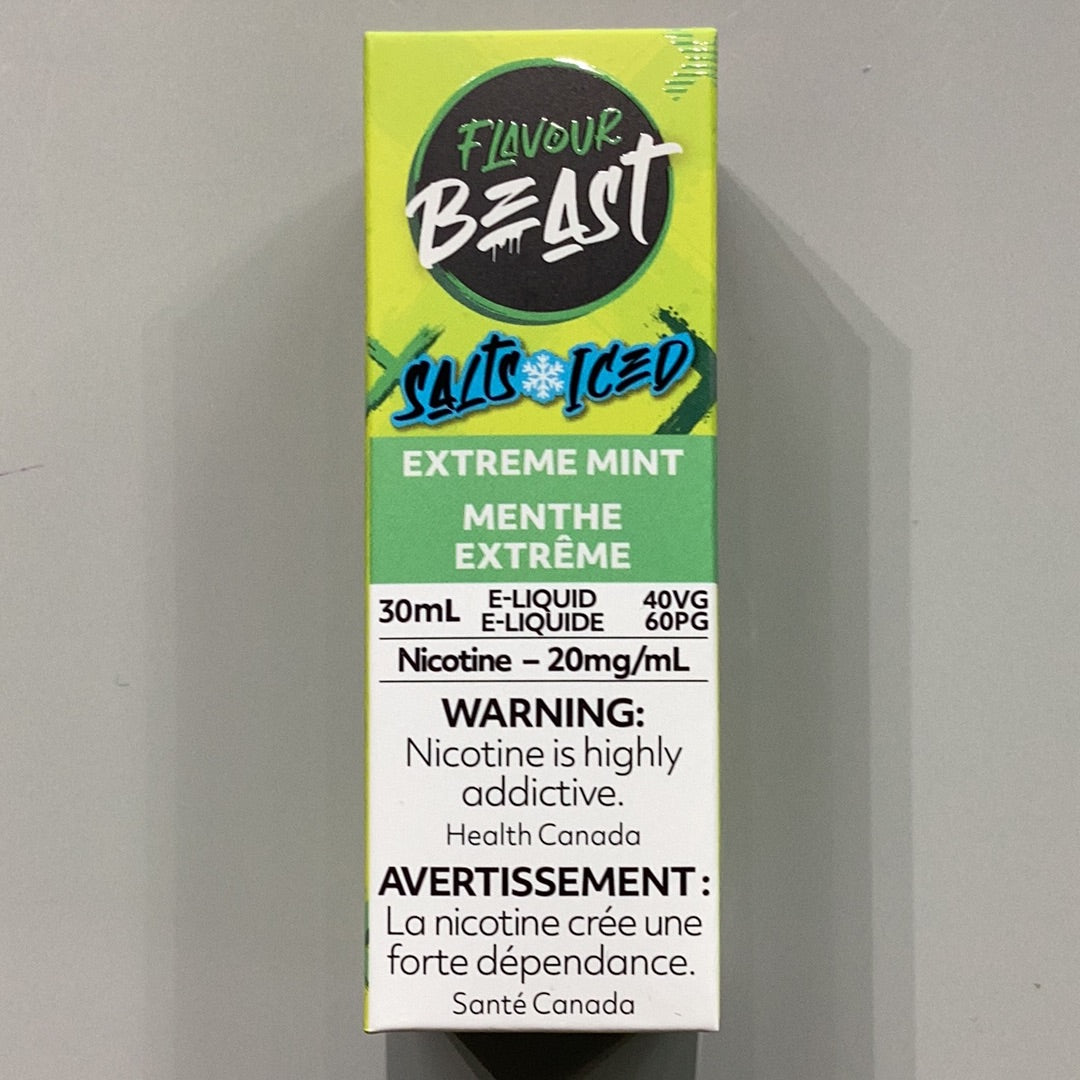 FLAVOUR
BEAST
SALTS ICED
EXTREME MINT
MENTHE
EXTRÊME
30mL E-LIQUID 40VG
E-LIQUIDE 60PG
Nicotine – 20mg/mL
WARNING:
Nicotine is highly
addictive.
Health Canada
AVERTISSEMENT :
La nicotine crée une
forte dépendance.
Santé Canada